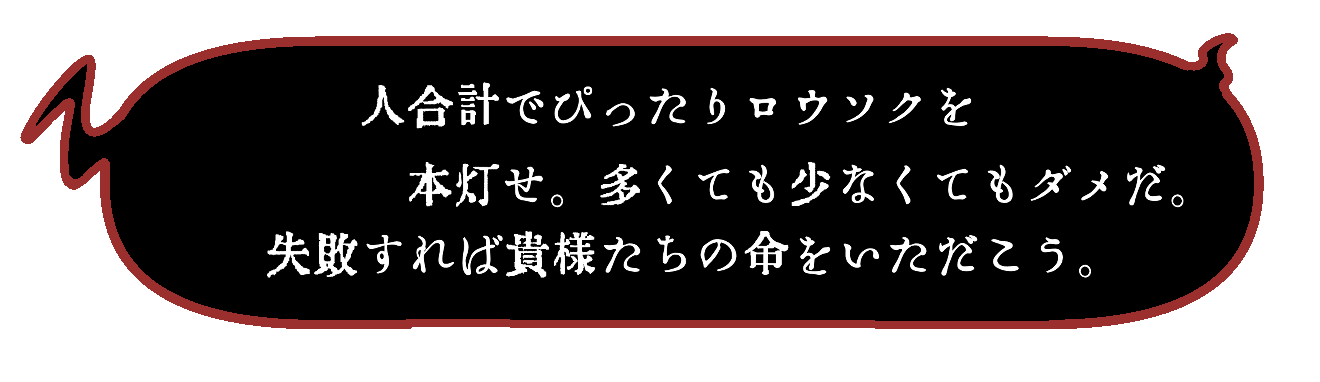 人合計でぴったりロウソクを
本灯せ。多くても少なくてもダメだ。
失敗すれば貴様たちの命をいただこう。